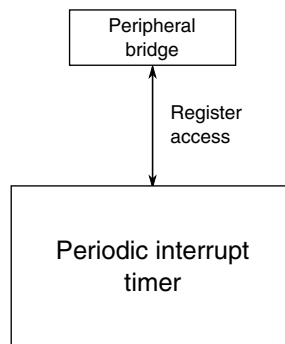 Peripheral
bridge
Register
access
Periodic interrupt
timer